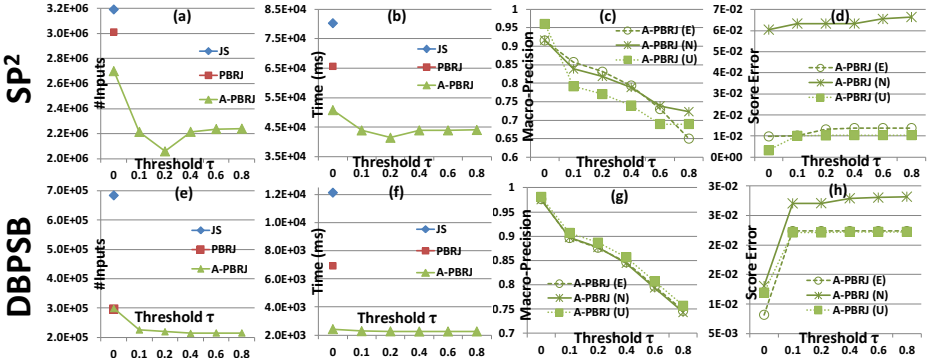 SP²
(a)
3.2E+06
3.0E+06
2.8E+06
2.6E+06
2.4E+06
2.2E+06
2.0E+06
#Inputs
JS
PBRJ
A-PBRJ
Threshold τ
0 0.1 0.2 0.4 0.6 0.8
(b)
8.5E+04
7.5E+04
6.5E+04
5.5E+04
4.5E+04
3.5E+04
Time (ms)
JS
PBRJ
A-PBRJ
Threshold τ
0 0.1 0.2 0.4 0.6 0.8
(c)
1
0.95
0.9
0.85
0.8
0.75
0.7
0.65
0.6
Macro-Precision
A-PBRJ (E)
A-PBRJ (N)
A-PBRJ (U)
Threshold τ
0 0.1 0.2 0.4 0.6 0.8
(d)
7E-02
6E-02
5E-02
4E-02
3E-02
2E-02
1E-02
0E+00
Score Error
A-PBRJ (E)
A-PBRJ (N)
A-PBRJ (U)
Threshold τ
0 0.1 0.2 0.4 0.6 0.8
DBPSB
(e)
7.0E+05
6.0E+05
5.0E+05
4.0E+05
3.0E+05
2.0E+05
#Inputs
JS
PBRJ
A-PBRJ
Threshold τ
0 0.1 0.2 0.4 0.6 0.8
(f)
1.2E+04
1.0E+04
8.0E+03
6.0E+03
4.0E+03
2.0E+03
Time (ms)
JS
PBRJ
A-PBRJ
Threshold τ
0 0.1 0.2 0.4 0.6 0.8
(g)
1
0.95
0.9
0.85
0.8
0.75
0.7
Macro-Precision
A-PBRJ (E)
A-PBRJ (N)
A-PBRJ (U)
Threshold τ
0 0.1 0.2 0.4 0.6 0.8
(h)
3E-02
3E-02
2E-02
2E-02
1E-02
5E-03
Score Error
A-PBRJ (E)
A-PBRJ (N)
A-PBRJ (U)
Threshold τ
0 0.1 0.2 0.4 0.6 0.8